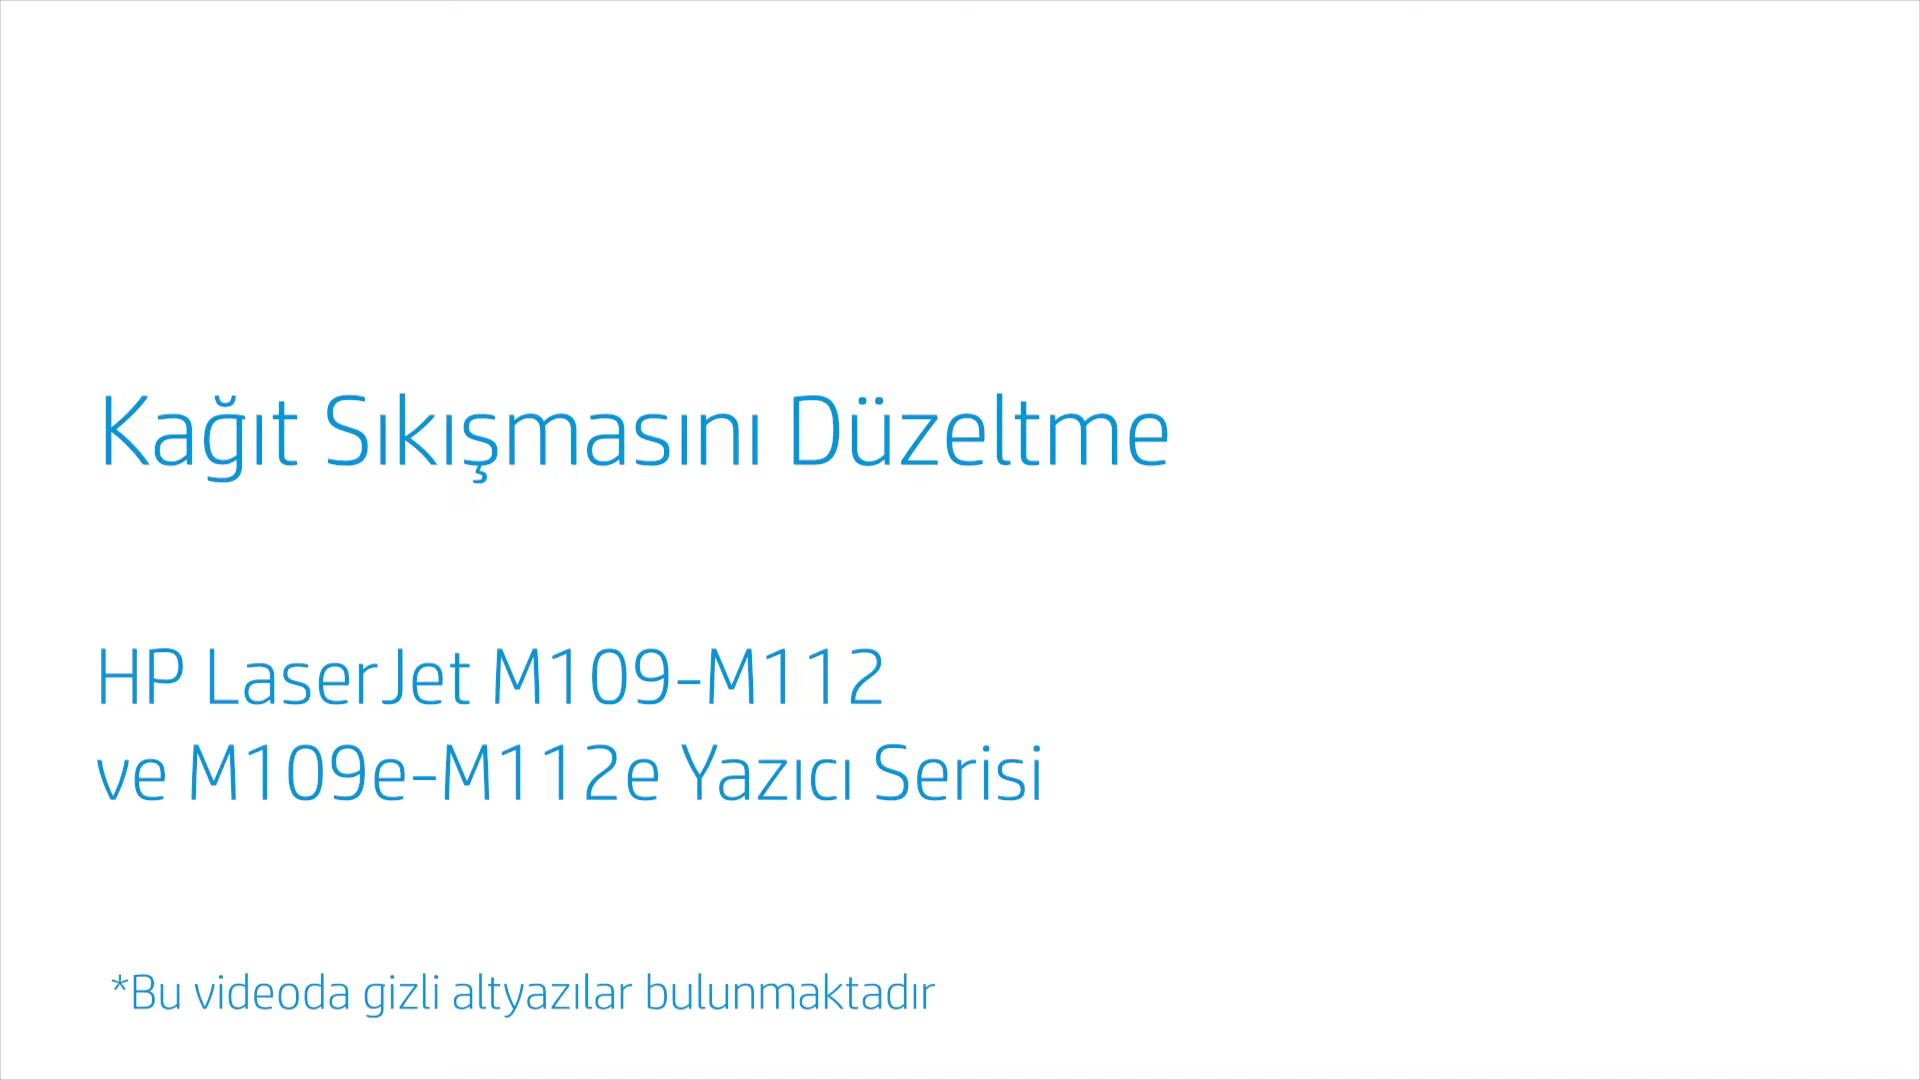 Kağıt Sıkışmasını Düzeltme
HP LaserJet M109-M112
ve M109e-M112e Yazıcı Serisi
*Bu videoda gizli altyazılar bulunmaktadır